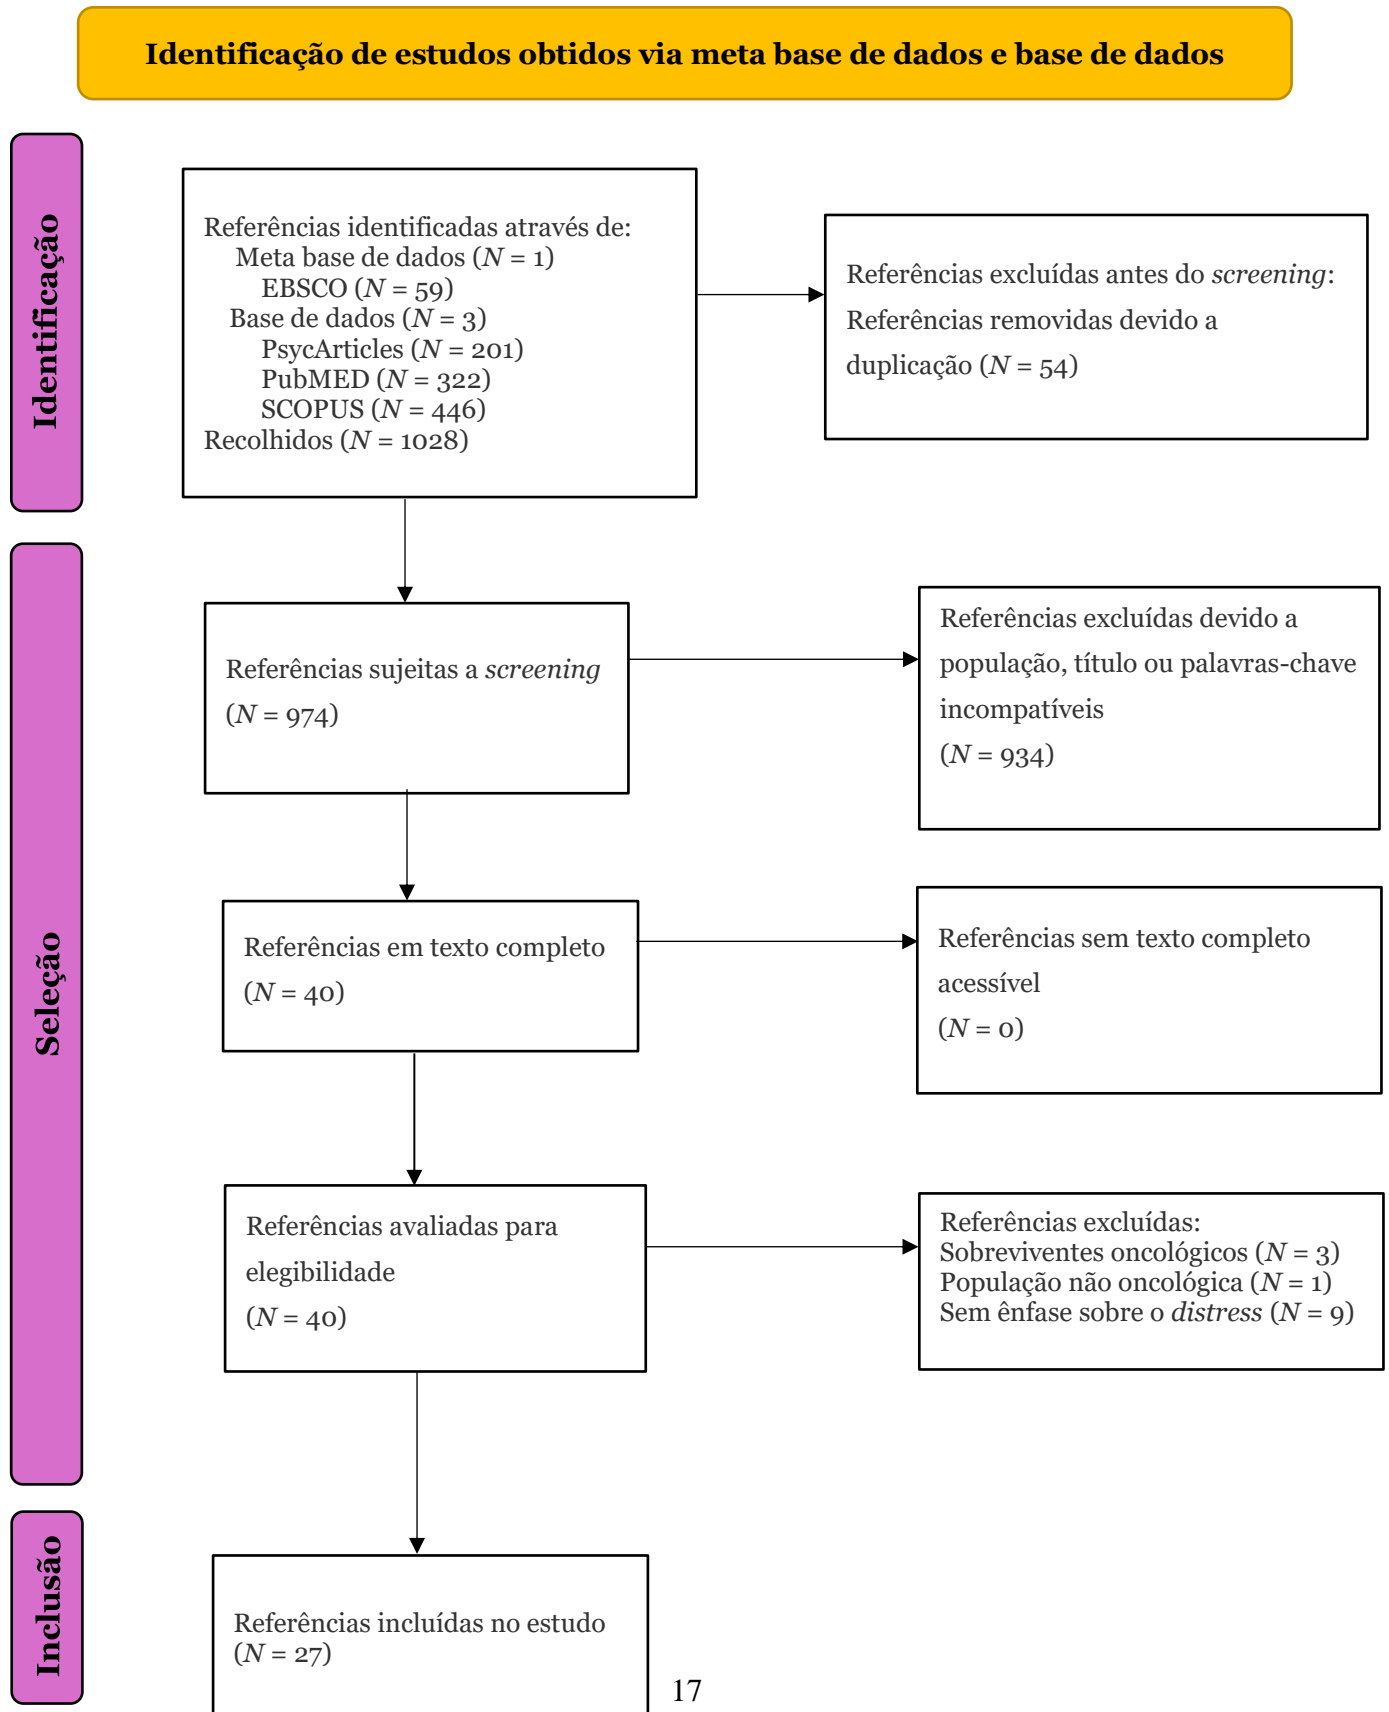 Identificação de estudos obtidos via meta base de dados e base de dados
Identificação
Referências identificadas através de:
Meta base de dados (N = 1)
EBSCO (N = 59)
Base de dados (N = 3)
PsycArticles (N = 201)
PubMED (N = 322)
SCOPUS (N = 446)
Recolhidos (N = 1028)
Referências excluídas antes do screening:
Referências removidas devido a
duplicação (N = 54)
Seleção
Referências sujeitas a screening
(N = 974)
Referências excluídas devido a
população, título ou palavras-chave
incompatíveis
(N = 934)
Referências em texto completo
(N = 40)
Referências sem texto completo
acessível
(N = 0)
Referências avaliadas para
elegibilidade
(N = 40)
Referências excluídas:
Sobreviventes oncológicos (N = 3)
População não oncológica (N = 1)
Sem ênfase sobre o distress (N = 9)
Inclusão
Referências incluídas no estudo
(N = 27)
17